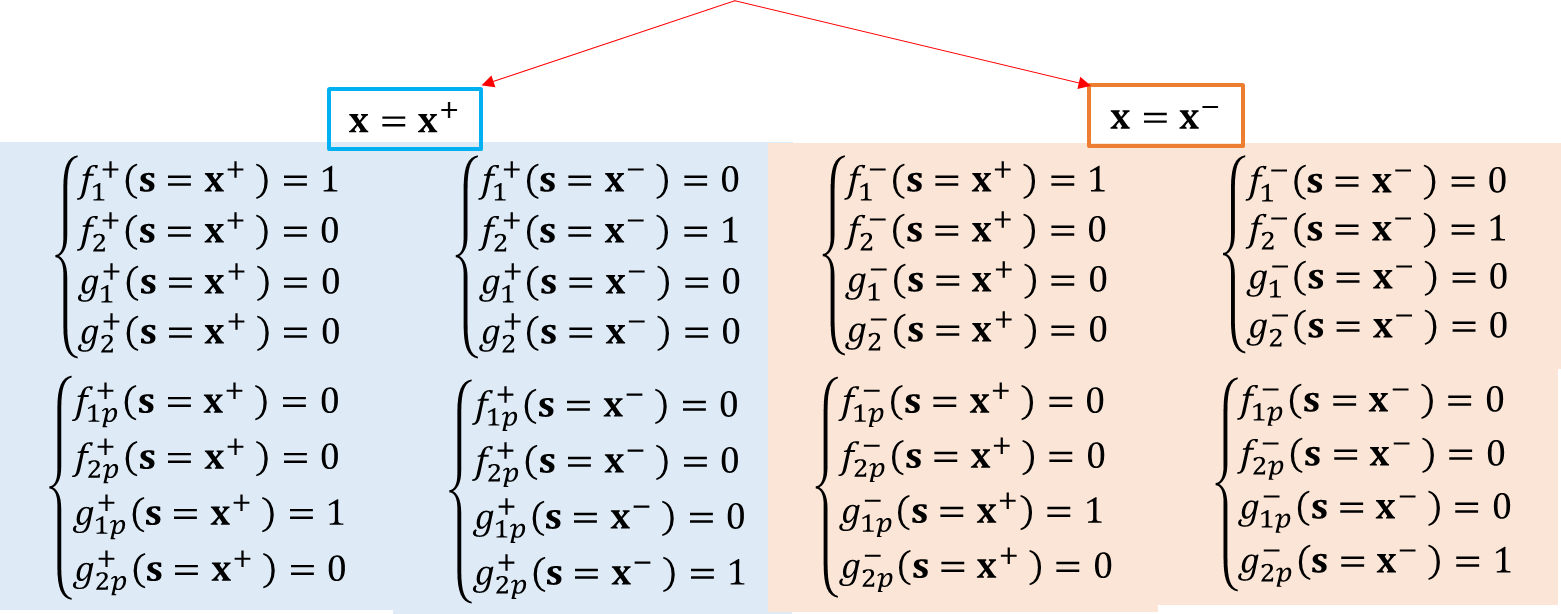 𝐱 = 𝐱⁺
𝐱 = 𝐱⁻
f₁⁺(𝐬 = 𝐱⁺) = 1
f₂⁺(𝐬 = 𝐱⁺) = 0
g₁⁺(𝐬 = 𝐱⁺) = 0
g₂⁺(𝐬 = 𝐱⁺) = 0
f₁⁺(𝐬 = 𝐱⁻) = 0
f₂⁺(𝐬 = 𝐱⁻) = 1
g₁⁺(𝐬 = 𝐱⁻) = 0
g₂⁺(𝐬 = 𝐱⁻) = 0
f₁⁻(𝐬 = 𝐱⁺) = 1
f₂⁻(𝐬 = 𝐱⁺) = 0
g₁⁻(𝐬 = 𝐱⁺) = 0
g₂⁻(𝐬 = 𝐱⁺) = 0
f₁⁻(𝐬 = 𝐱⁻) = 0
f₂⁻(𝐬 = 𝐱⁻) = 1
g₁⁻(𝐬 = 𝐱⁻) = 0
g₂⁻(𝐬 = 𝐱⁻) = 0
f₁ₚ⁺(𝐬 = 𝐱⁺) = 0
f₂ₚ⁺(𝐬 = 𝐱⁺) = 0
g₁ₚ⁺(𝐬 = 𝐱⁺) = 1
g₂ₚ⁺(𝐬 = 𝐱⁺) = 0
f₁ₚ⁺(𝐬 = 𝐱⁻) = 0
f₂ₚ⁺(𝐬 = 𝐱⁻) = 0
g₁ₚ⁺(𝐬 = 𝐱⁻) = 0
g₂ₚ⁺(𝐬 = 𝐱⁻) = 1
f₁ₚ⁻(𝐬 = 𝐱⁺) = 0
f₂ₚ⁻(𝐬 = 𝐱⁺) = 0
g₁ₚ⁻(𝐬 = 𝐱⁺) = 1
g₂ₚ⁻(𝐬 = 𝐱⁺) = 0
f₁ₚ⁻(𝐬 = 𝐱⁻) = 0
f₂ₚ⁻(𝐬 = 𝐱⁻) = 0
g₁ₚ⁻(𝐬 = 𝐱⁻) = 0
g₂ₚ⁻(𝐬 = 𝐱⁻) = 1